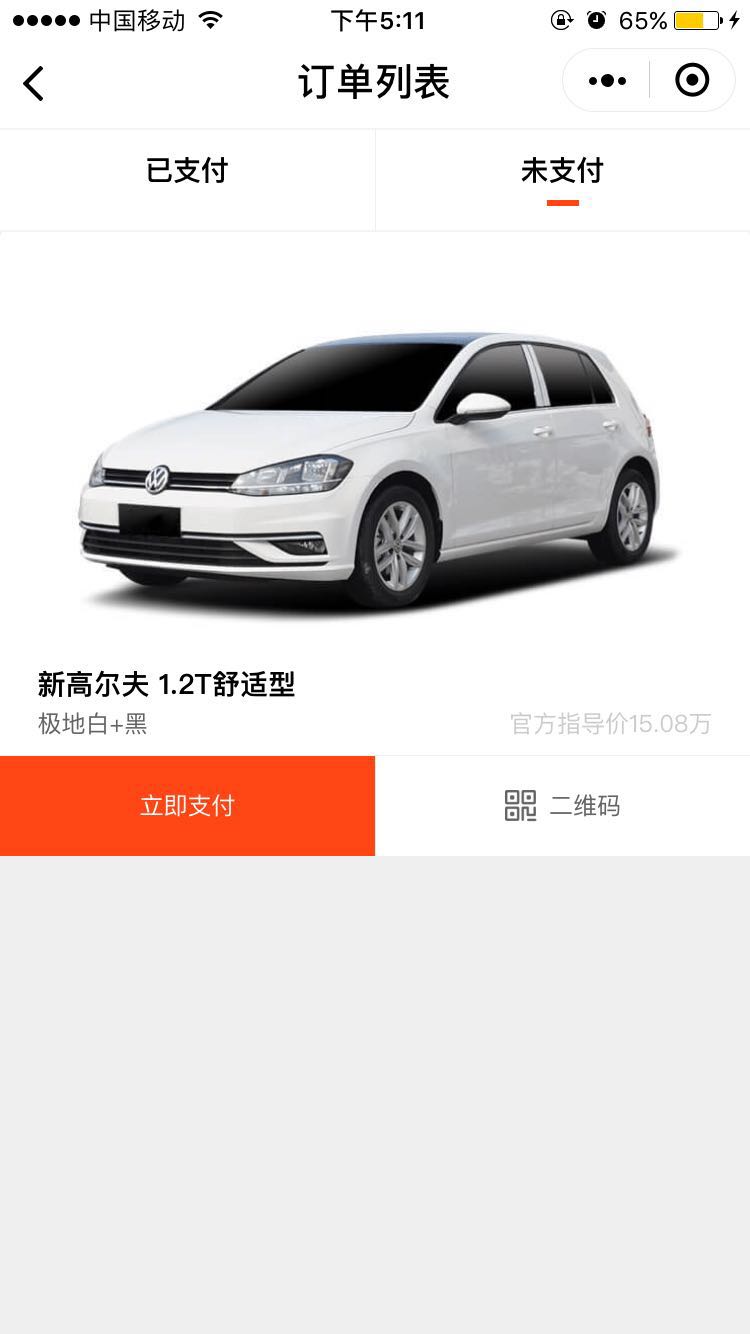 中国移动 下午5:11 65%
订单列表
已支付 未支付
新高尔夫 1.2T舒适型
极地白+黑 官方指导价15.08万
立即支付 二维码